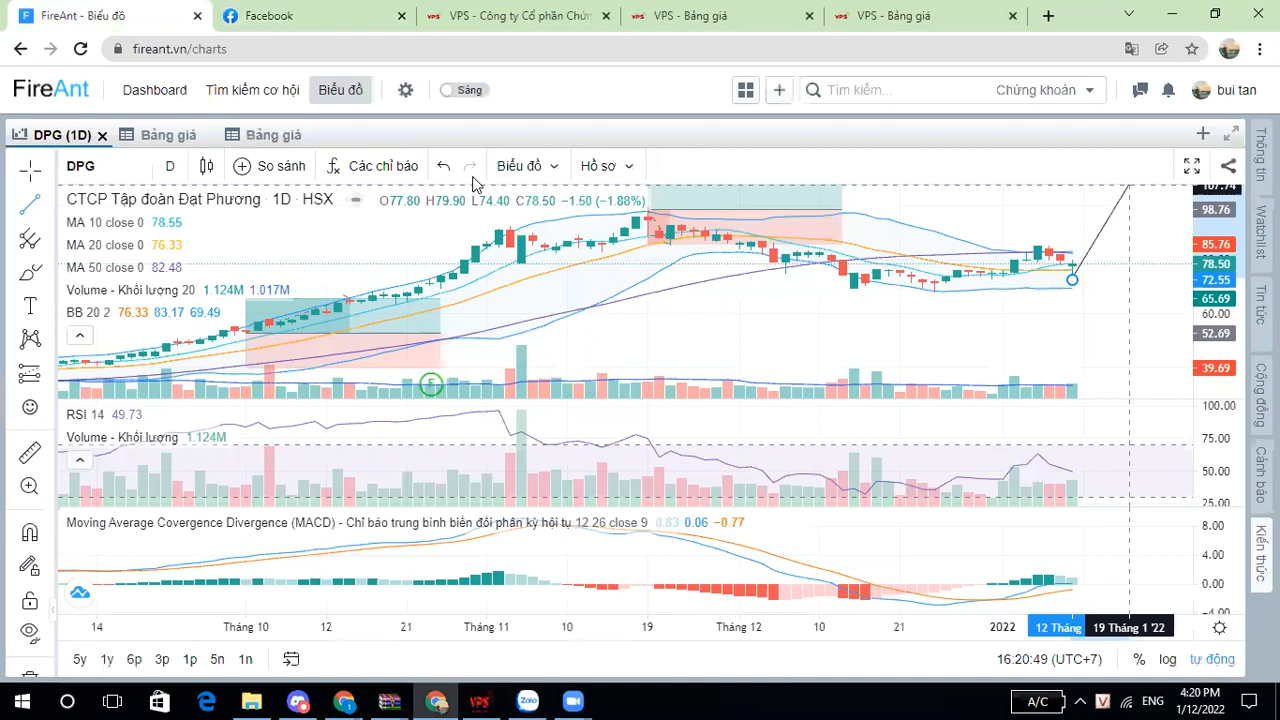 FireAnt - Biểu đồ
Facebook
VPS - Công ty Cổ phần Chứn
VPS - Bảng giá
VPS - Bảng giá
fireant.vn/charts
FireAnt
Dashboard
Tìm kiếm cơ hội
Biểu đồ
Sáng
Tìm kiếm...
Chứng khoán
bui tan
DPG (1D)
Bảng giá
Bảng giá
DPG
D
So sánh
Các chỉ báo
Biểu đồ
Hồ sơ
CTCP Tập đoàn Đạt Phương · 1D · HSX
O77.80 H79.90 L74.40 C78.50 −1.50 (−1.88%)
MA 10 close 0 78.55
MA 20 close 0 76.33
MA 50 close 0 82.48
Volume - Khối lượng 20 1.124M 1.017M
BB 20 2 76.33 83.17 69.49
E
107.74
98.76
85.76
78.50
72.55
65.69
60.00
52.69
39.69
RSI 14 49.73
Volume - Khối lượng 1.124M
100.00
75.00
50.00
25.00
Moving Average Covergence Divergence (MACD) - Chỉ báo trung bình biến đổi phân kỳ hội tụ 12 26 close 9 0.83 0.06 −0.77
8.00
4.00
0.00
−4.00
14
Tháng 10
12
21
Tháng 11
10
19
Tháng 12
10
21
2022
12 Tháng
19 Tháng 1 '22
5y
1y
6p
3p
1p
5n
1n
16:20:49 (UTC+7)
%
log
tự động
Thông tin
Watchlist
Tin tức
Cộng đồng
Cảnh báo
Kiến thức
A/C
V
ENG
4:20 PM
1/12/2022
VPS
Zalo